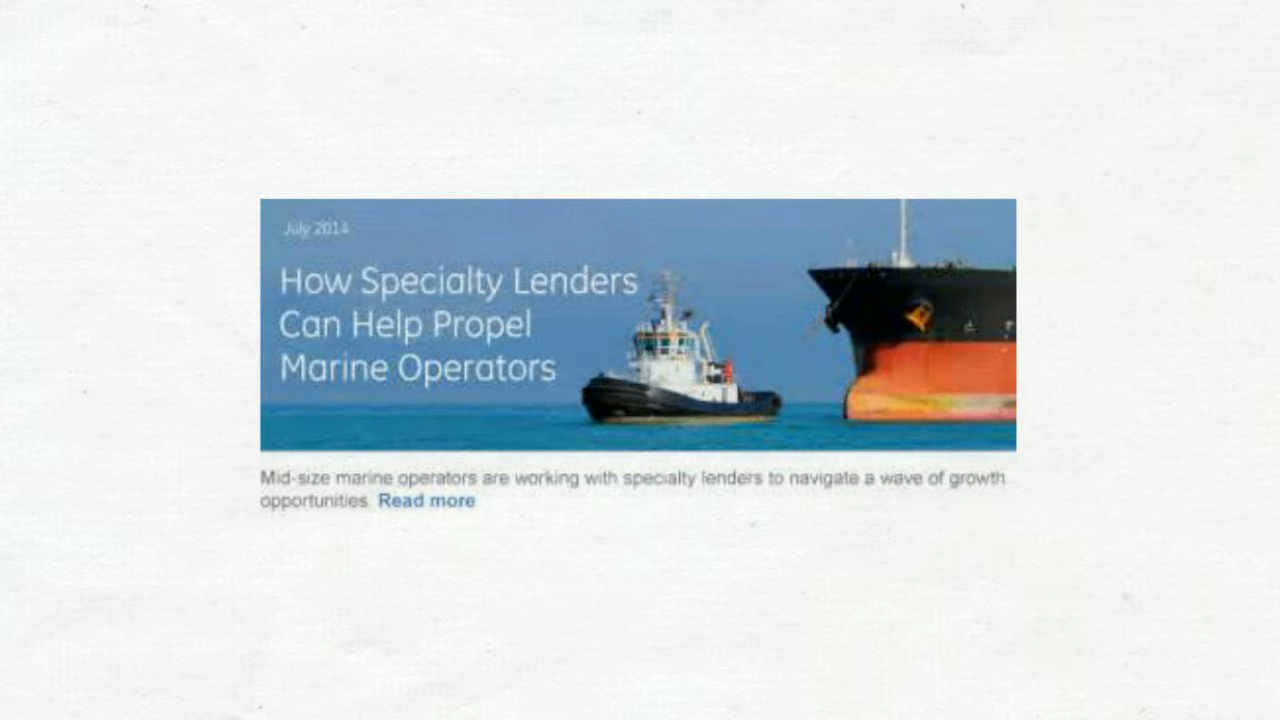 July 2014
How Specialty Lenders
Can Help Propel
Marine Operators
Mid-size marine operators are working with specialty lenders to navigate a wave of growth
opportunities. Read more